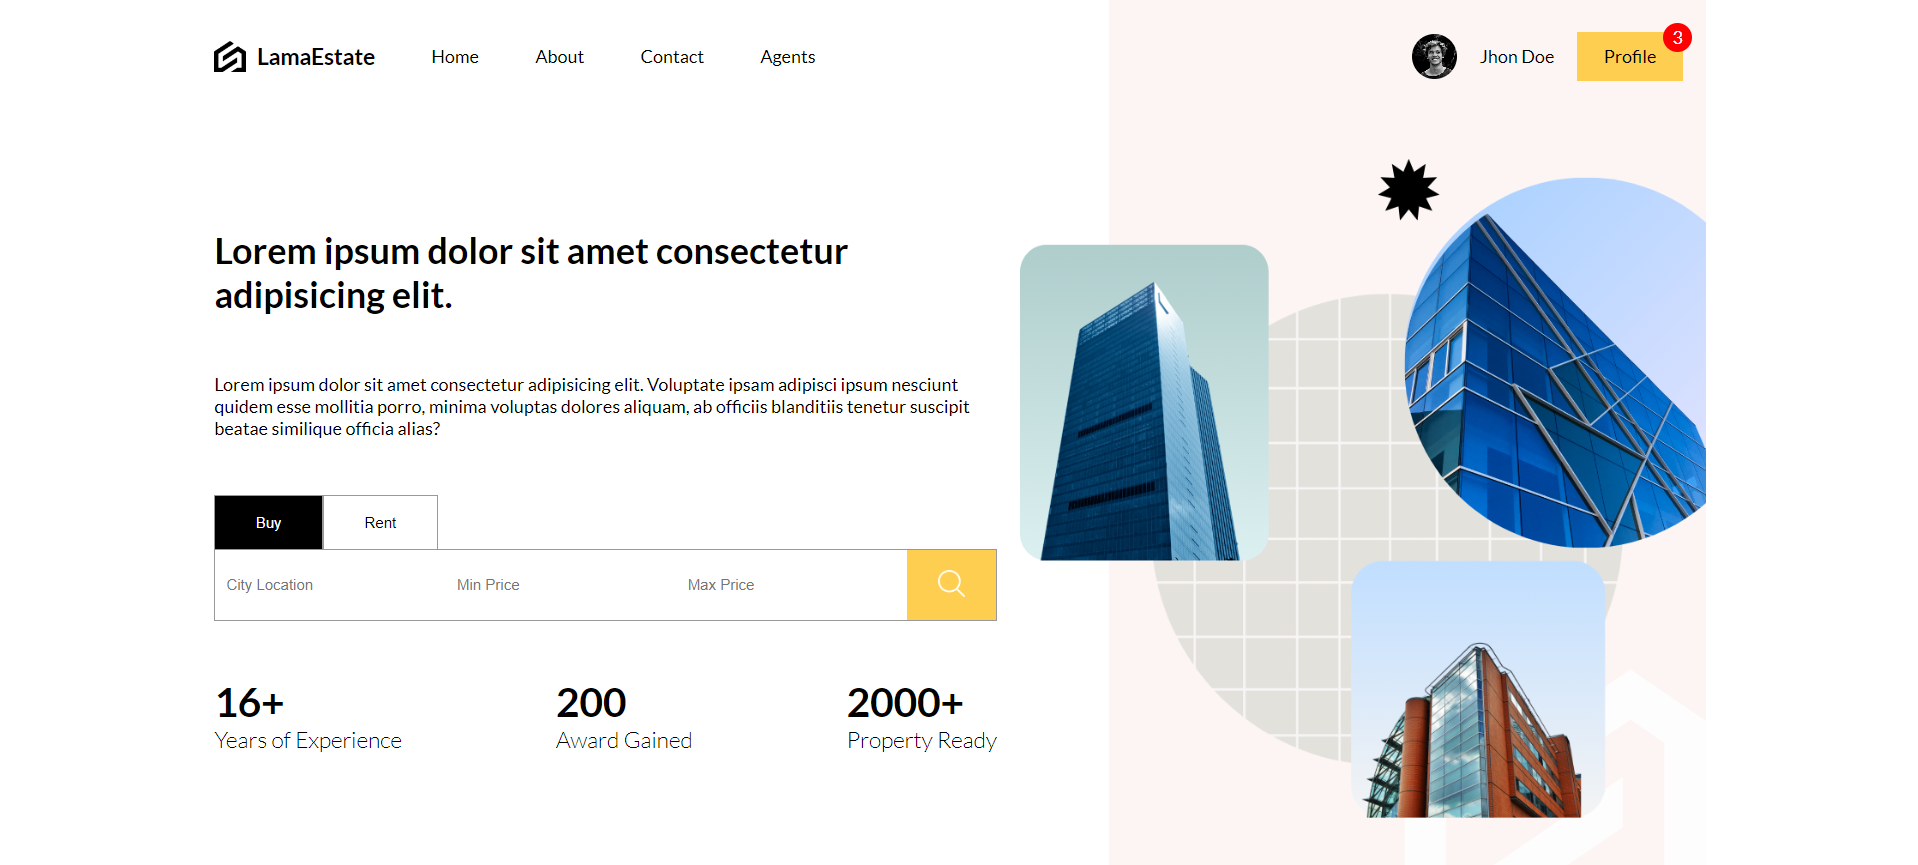 LamaEstate
Home
About
Contact
Agents
Jhon Doe
Profile
3
Lorem ipsum dolor sit amet consectetur
adipisicing elit.
Lorem ipsum dolor sit amet consectetur adipisicing elit. Voluptate ipsam adipisci ipsum nesciunt
quidem esse mollitia porro, minima voluptas dolores aliquam, ab officiis blanditiis tenetur suscipit
beatae similique officia alias?
Buy
Rent
City Location
Min Price
Max Price
16+
Years of Experience
200
Award Gained
2000+
Property Ready